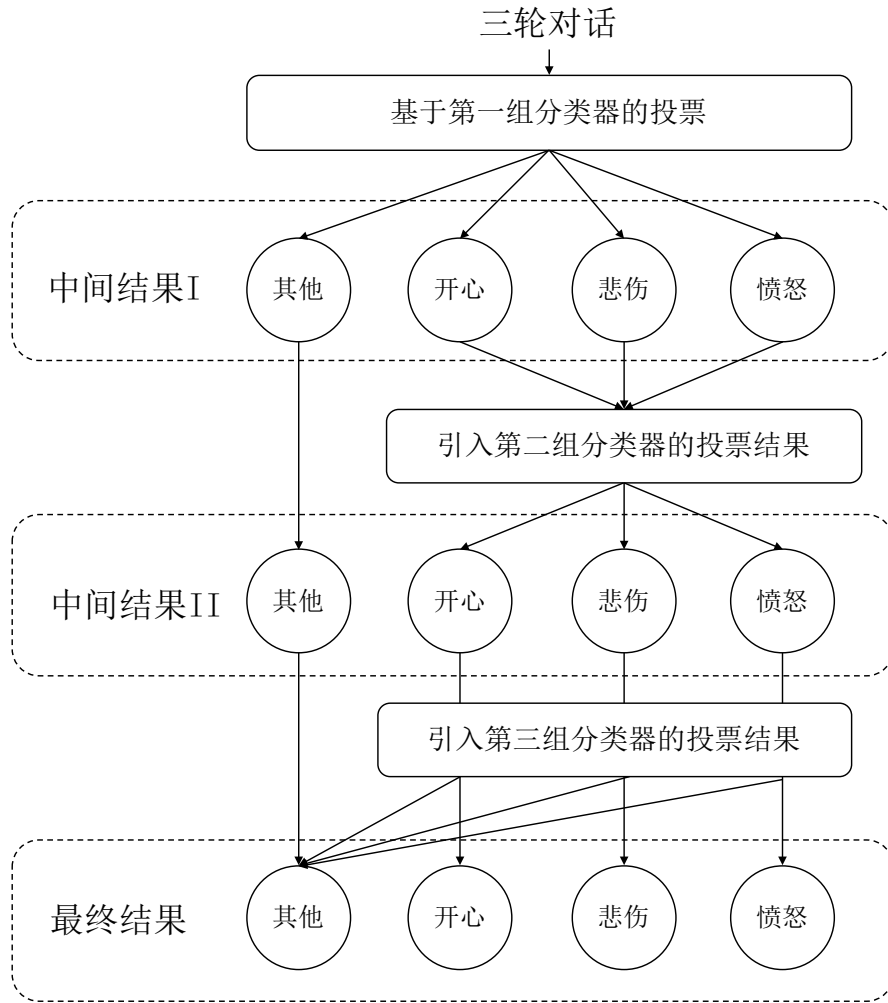 三轮对话
基于第一组分类器的投票
中间结果I
其他
开心
悲伤
愤怒
引入第二组分类器的投票结果
中间结果II
其他
开心
悲伤
愤怒
引入第三组分类器的投票结果
最终结果
其他
开心
悲伤
愤怒